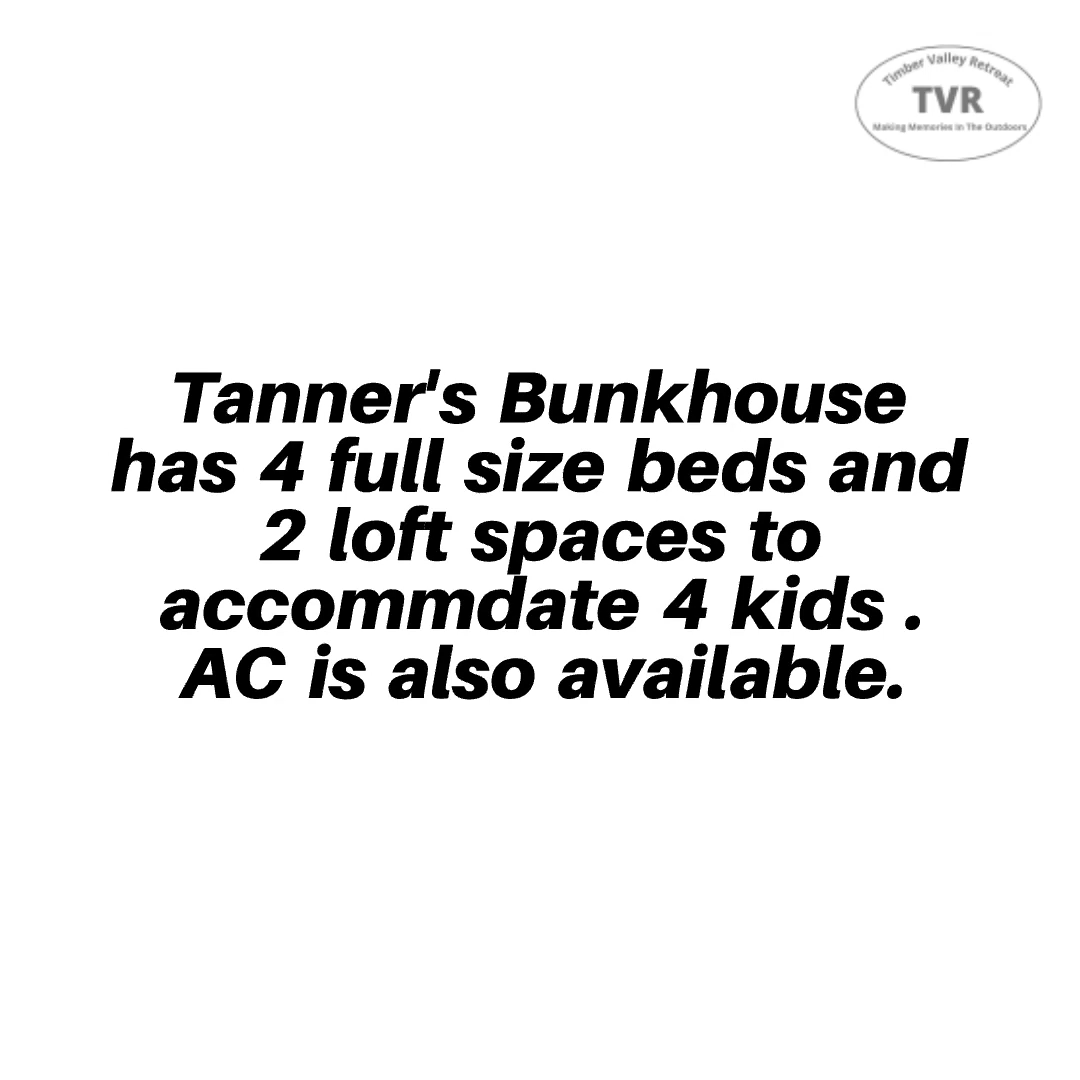 Timber Valley Retreat
TVR
Making Memories In The Outdoors
Tanner's Bunkhouse
has 4 full size beds and
2 loft spaces to
accommdate 4 kids .
AC is also available.